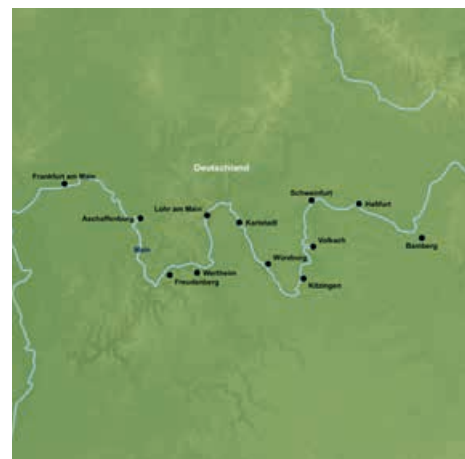 Deutschland
Frankfurt am Main
Schweinfurt
Haßfurt
Lohr am Main
Aschaffenburg
Karlstadt
Main
Volkach
Bamberg
Würzburg
Wertheim
Freudenberg
Kitzingen